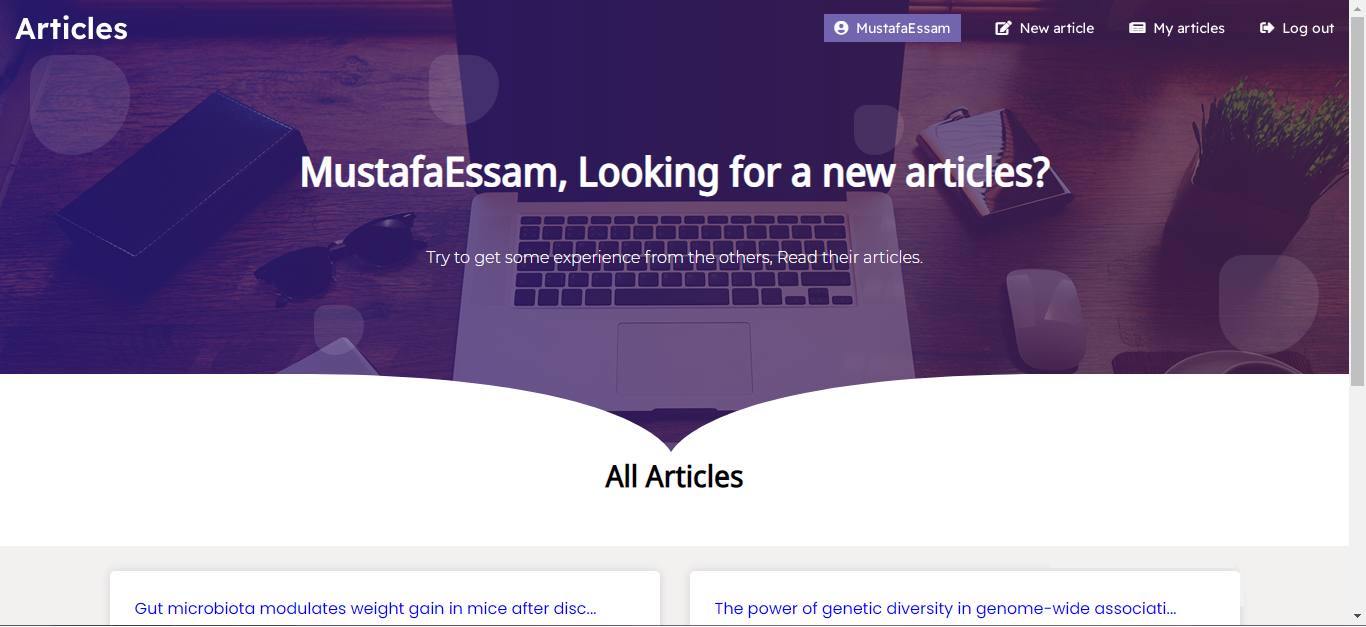 Articles
MustafaEssam
New article
My articles
Log out
MustafaEssam, Looking for a new articles?
Try to get some experience from the others, Read their articles.
All Articles
Gut microbiota modulates weight gain in mice after disc...
The power of genetic diversity in genome-wide associati...